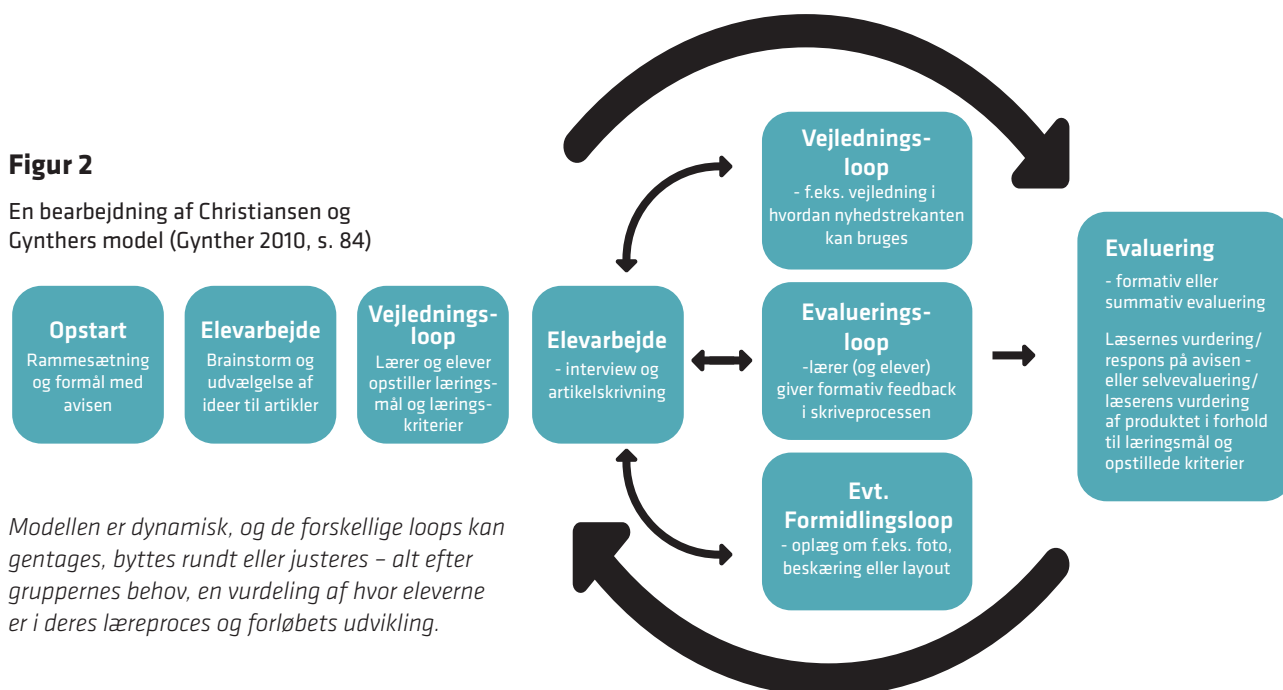 Figur 2
En bearbejdning af Christiansen og
Gynthers model (Gynther 2010, s. 84)
Opstart
Rammesætning
og formål med
avisen
Elevarbejde
Brainstorm og
udvælgelse af
ideer til artikler
Vejlednings-
loop
Lærer og elever
opstiller lærings-
mål og lærings-
kriterier
Elevarbejde
- interview og
artikelskrivning
Vejlednings-
loop
- f.eks. vejledning i
hvordan nyhedstrekanten
kan bruges
Evaluerings-
loop
-lærer (og elever)
giver formativ feedback
i skriveprocessen
Evt.
Formidlingsloop
- oplæg om f.eks. foto,
beskæring eller layout
Evaluering
- formativ eller
summativ evaluering
Læsernes vurdering/
respons på avisen -
eller selvevaluering/
læserens vurdering
af produktet i forhold
til læringsmål og
opstillede kriterier
Modellen er dynamisk, og de forskellige loops kan
gentages, byttes rundt eller justeres – alt efter
gruppernes behov, en vurdeling af hvor eleverne
er i deres læreproces og forløbets udvikling.